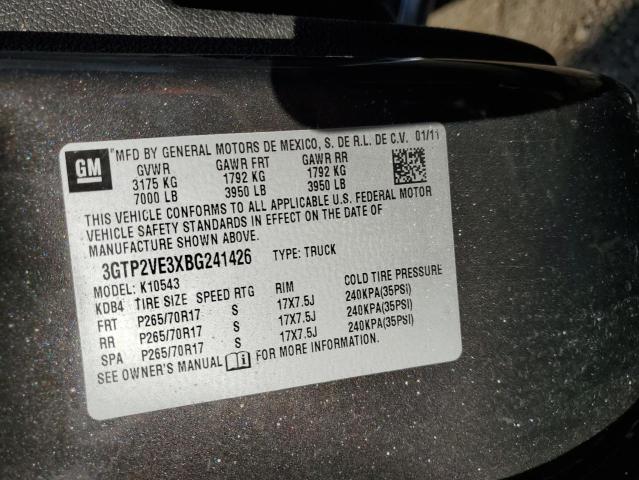 GM
"MFD BY GENERAL MOTORS DE MEXICO, S. DE R.L. DE C.V. 01/11
GVWR GAWR FRT GAWR RR
3175 KG 1792 KG 1792 KG
7000 LB 3950 LB 3950 LB
THIS VEHICLE CONFORMS TO ALL APPLICABLE U.S. FEDERAL MOTOR
VEHICLE SAFETY STANDARDS IN EFFECT ON THE DATE OF
MANUFACTURE SHOWN ABOVE.
3GTP2VE3XBG241426 TYPE: TRUCK
MODEL: K10543
KDB4 TIRE SIZE SPEED RTG RIM COLD TIRE PRESSURE
FRT P265/70R17 S 17X7.5J 240KPA(35PSI)
RR P265/70R17 S 17X7.5J 240KPA(35PSI)
SPA P265/70R17 S 17X7.5J 240KPA(35PSI)
SEE OWNER'S MANUAL FOR MORE INFORMATION.